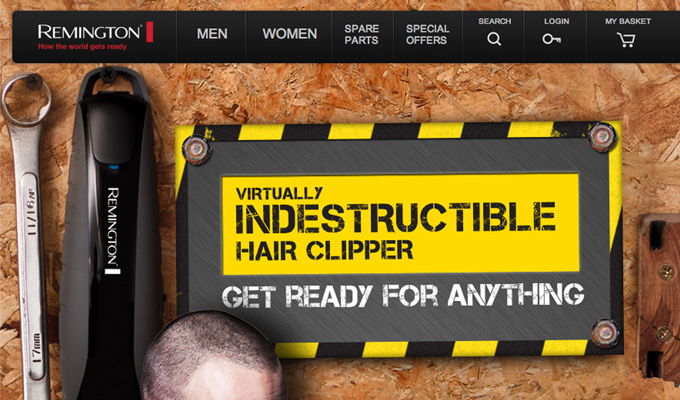 REMINGTON
How the world gets ready
MEN
WOMEN
SPARE
PARTS
SPECIAL
OFFERS
SEARCH
LOGIN
MY BASKET
11/16 AF
17mm
REMINGTON
VIRTUALLY
INDESTRUCTIBLE
HAIR CLIPPER
GET READY FOR ANYTHING